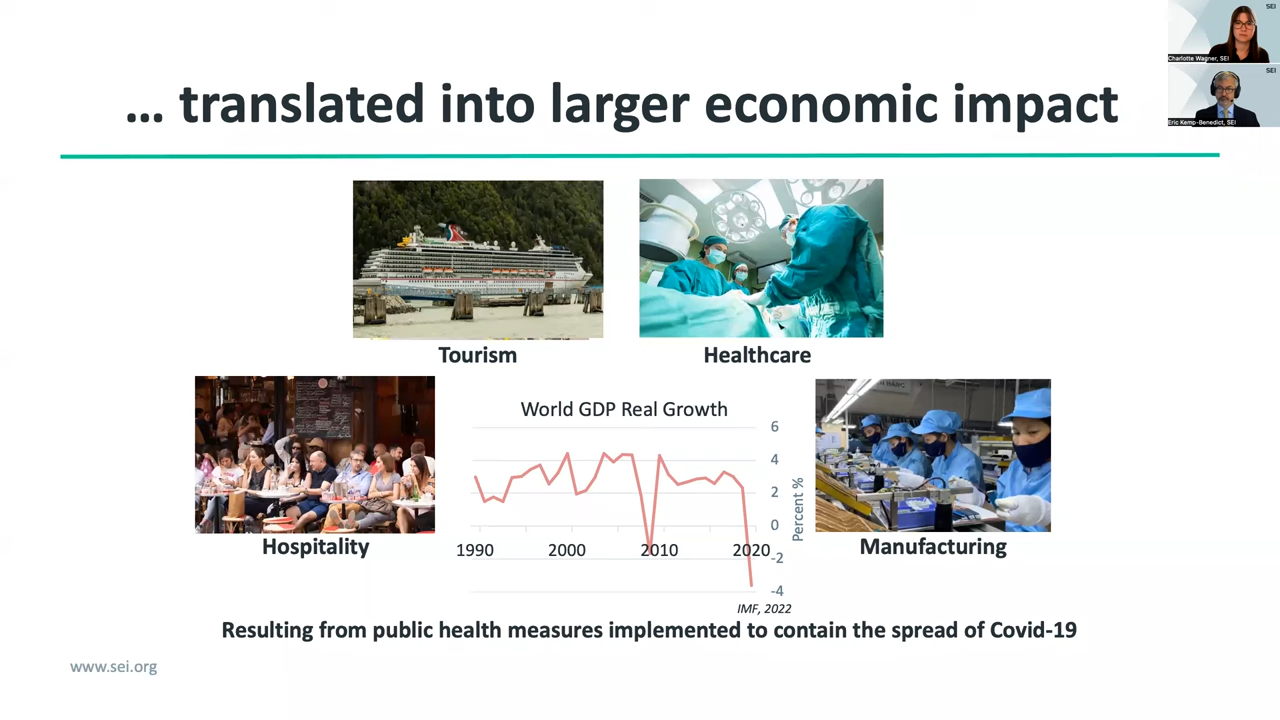 SEI
Charlotte Wagner, SEI
SEI
Eric Kemp-Benedict, SEI
... translated into larger economic impact
Tourism
Healthcare
Hospitality
World GDP Real Growth
6
4
2
0
-2
-4
Percent %
1990
2000
2010
2020
IMF, 2022
Manufacturing
Resulting from public health measures implemented to contain the spread of Covid-19
www.sei.org